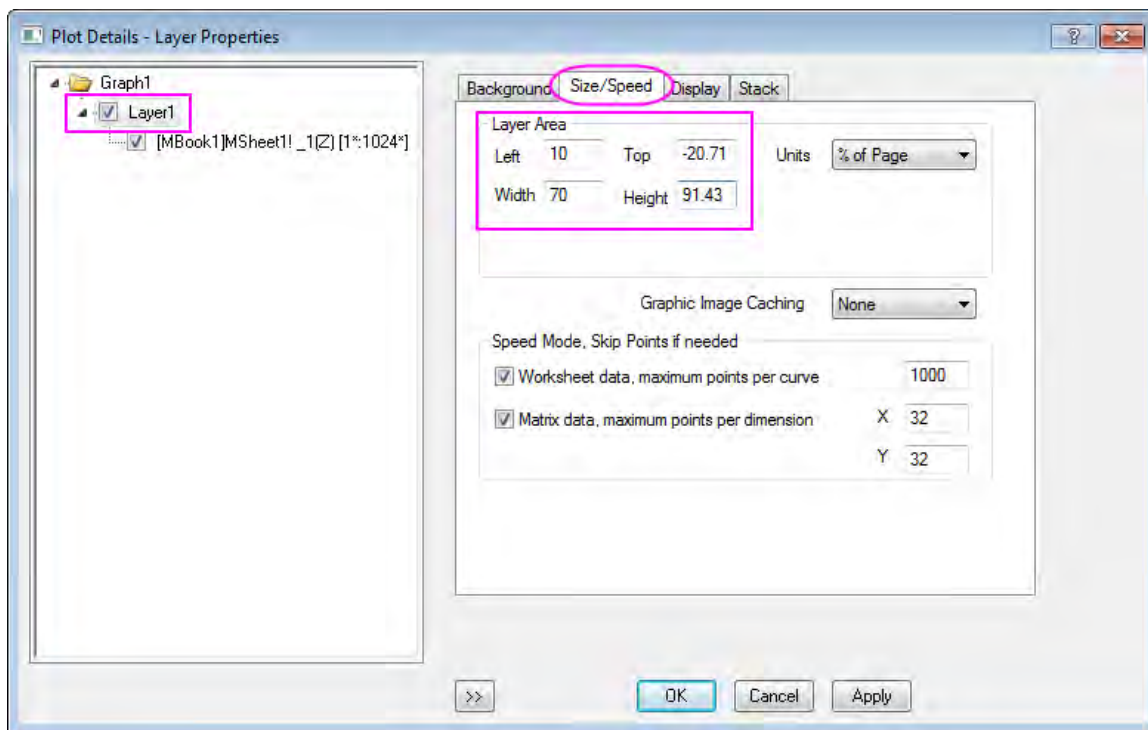 Plot Details - Layer Properties
Graph1
Layer1
[MBook1]MSheet1! _1(Z) [1*:1024*]
Background Size/Speed Display Stack
Layer Area
Left 10 Top -20.71 Units % of Page
Width 70 Height 91.43
Graphic Image Caching None
Speed Mode, Skip Points if needed
Worksheet data, maximum points per curve 1000
Matrix data, maximum points per dimension X 32
Y 32
>> OK Cancel Apply